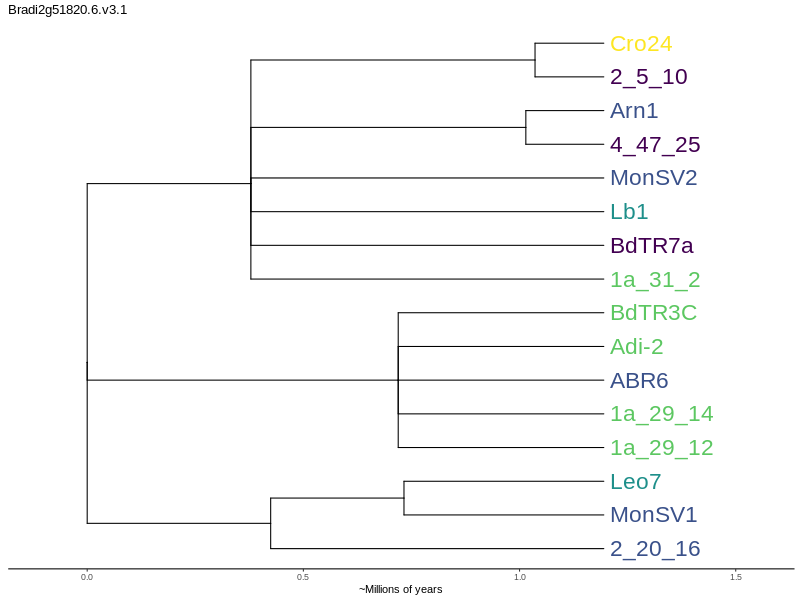 Bradi2g51820.6.v3.1
Cro24
2_5_10
Arn1
4_47_25
MonSV2
Lb1
BdTR7a
1a_31_2
BdTR3C
Adi-2
ABR6
1a_29_14
1a_29_12
Leo7
MonSV1
2_20_16
0.0 0.5 1.0 1.5
~Millions of years